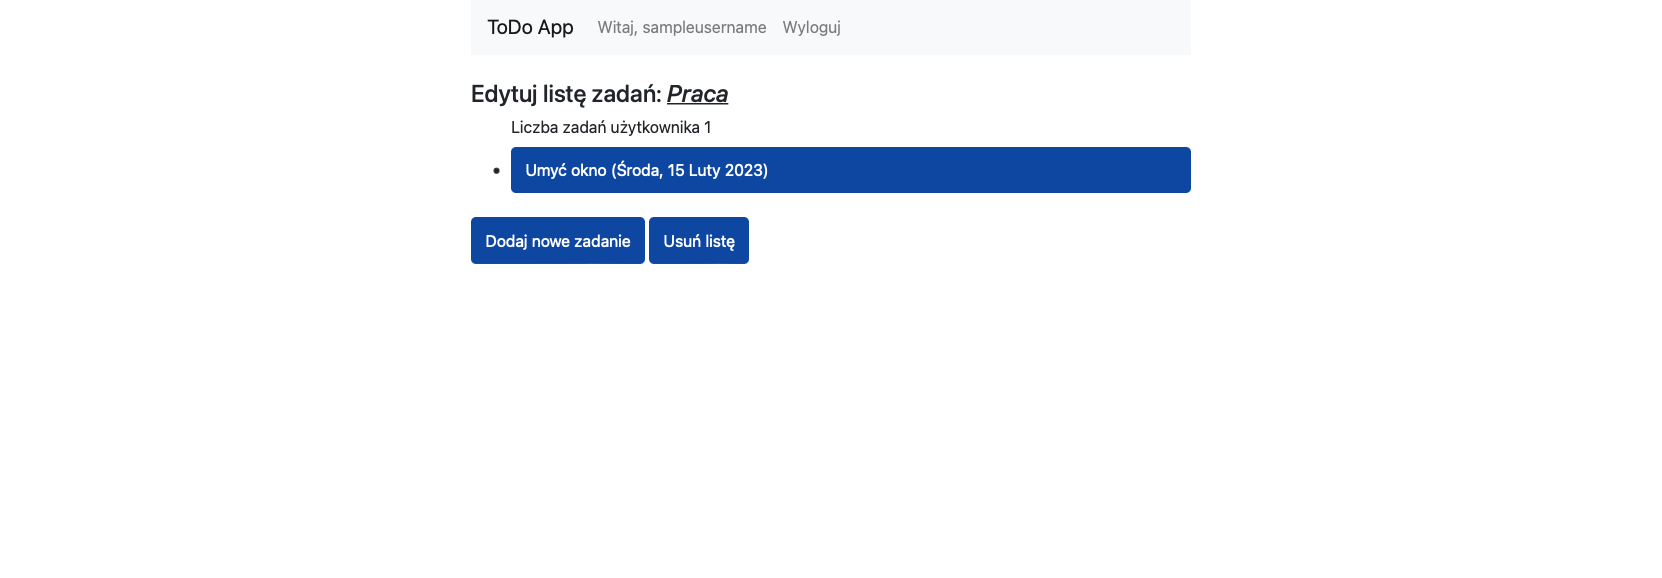 ToDo App Witaj, sampleusername Wyloguj
Edytuj listę zadań: Praca
Liczba zadań użytkownika 1
Umyć okno (Środa, 15 Luty 2023)
Dodaj nowe zadanie Usuń listę